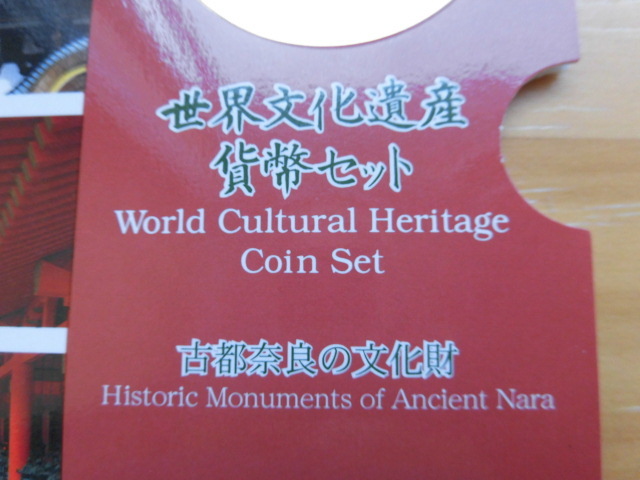 世界文化遺産
貨幣セット
World Cultural Heritage
Coin Set
古都奈良の文化財
Historic Monuments of Ancient Nara